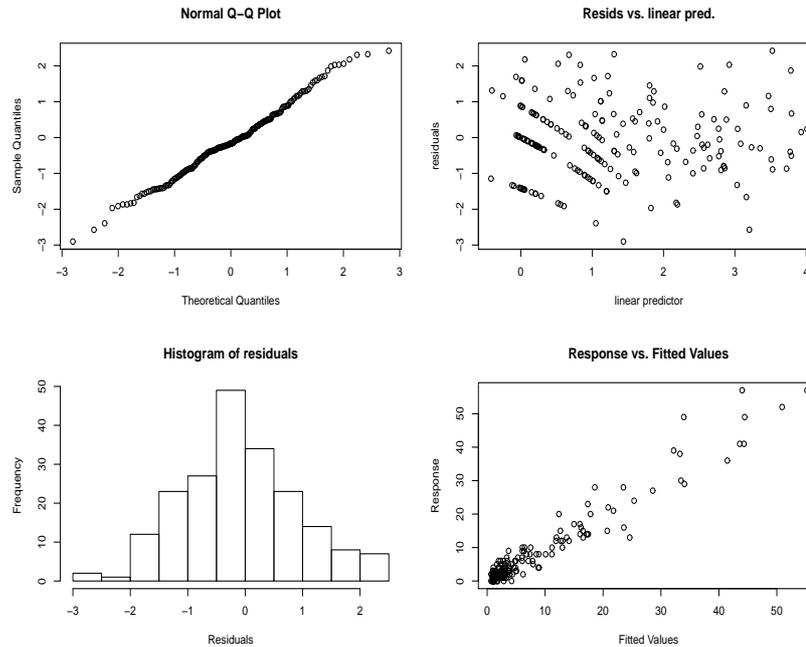 Normal Q−Q Plot
Sample Quantiles
2
1
0
−1
−2
−3
−3 −2 −1 0 1 2 3
Theoretical Quantiles
Resids vs. linear pred.
residuals
2
1
0
−1
−2
−3
0 1 2 3 4
linear predictor
Histogram of residuals
Frequency
50
40
30
20
10
0
−3 −2 −1 0 1 2
Residuals
Response vs. Fitted Values
Response
50
40
30
20
10
0
0 10 20 30 40 50
Fitted Values